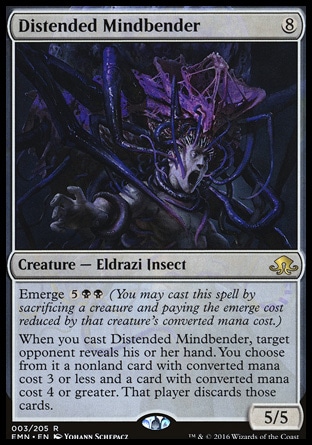 Distended Mindbender 8
Creature — Eldrazi Insect
Emerge 5 (You may cast this spell by
sacrificing a creature and paying the emerge cost
reduced by that creature's converted mana cost.)
When you cast Distended Mindbender, target
opponent reveals his or her hand. You choose
from it a nonland card with converted mana
cost 3 or less and a card with converted mana
cost 4 or greater. That player discards those
cards.
5/5
003/205 R
EMN • EN YOHANN SCHEPACZ
™ & © 2016 Wizards of the Coast